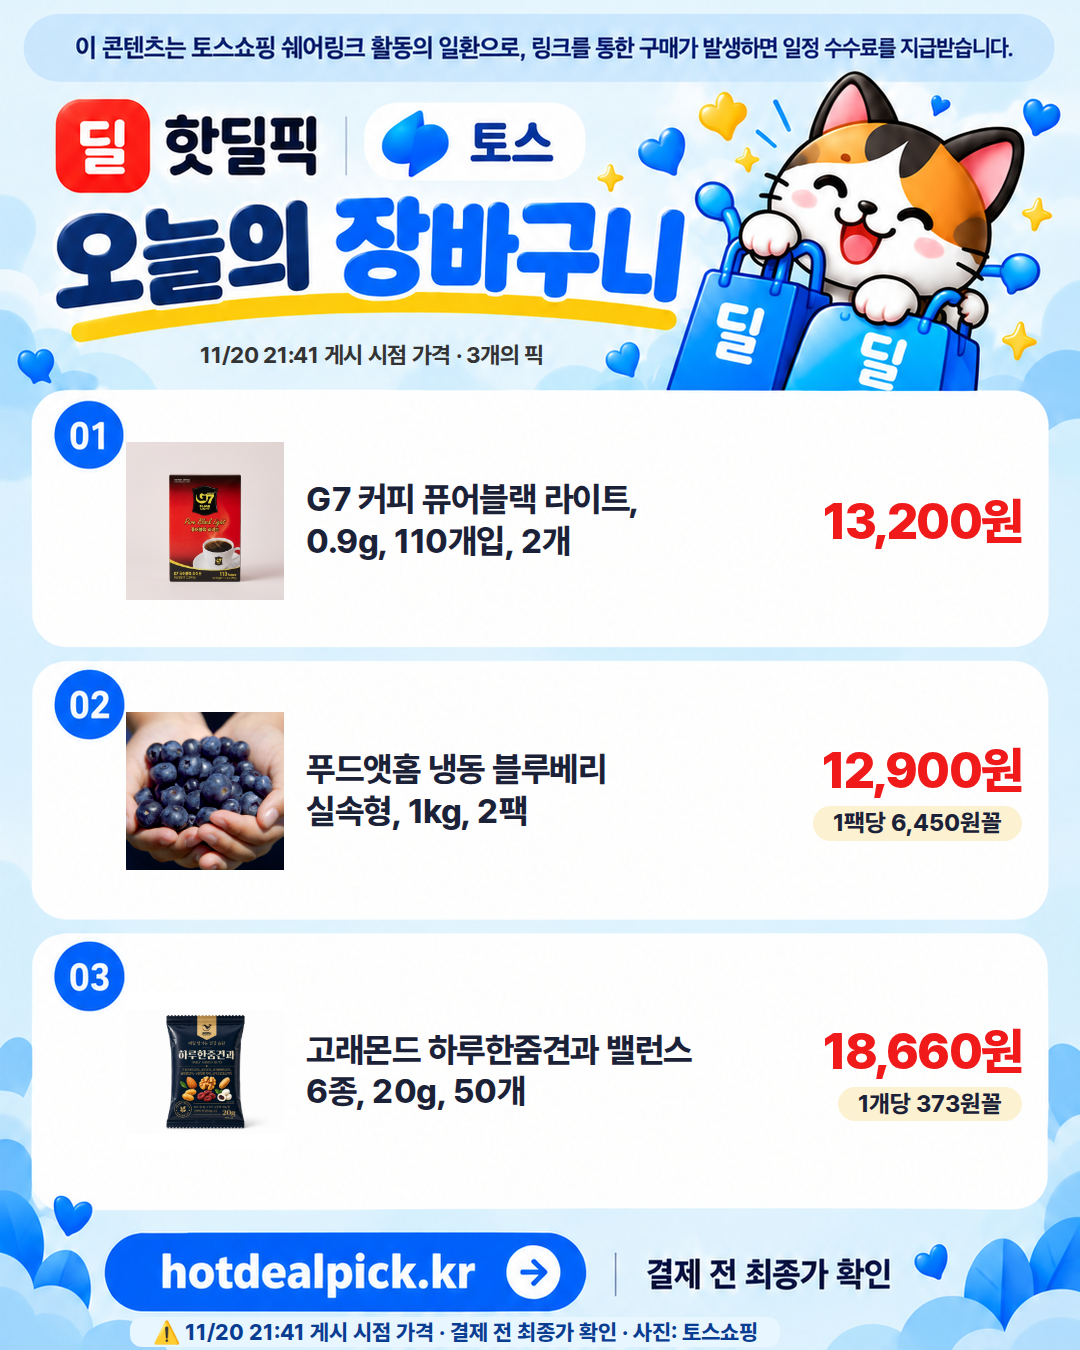 이 콘텐츠는 토스쇼핑 쉐어링크 활동의 일환으로, 링크를 통한 구매가 발생하면 일정 수수료를 지급받습니다.
딜 핫딜픽 토스
오늘의 장바구니
딜
딜
11/20 21:41 게시 시점 가격 · 3개의 픽
01
G7
G7 커피 퓨어블랙 라이트,
0.9g, 110개입, 2개
13,200원
02
푸드앳홈 냉동 블루베리
실속형, 1kg, 2팩
12,900원
1팩당 6,450원꼴
03
하루한줌견과
20g
고래몬드 하루한줌견과 밸런스
6종, 20g, 50개
18,660원
1개당 373원꼴
hotdealpick.kr
결제 전 최종가 확인
⚠️ 11/20 21:41 게시 시점 가격 · 결제 전 최종가 확인 · 사진: 토스쇼핑